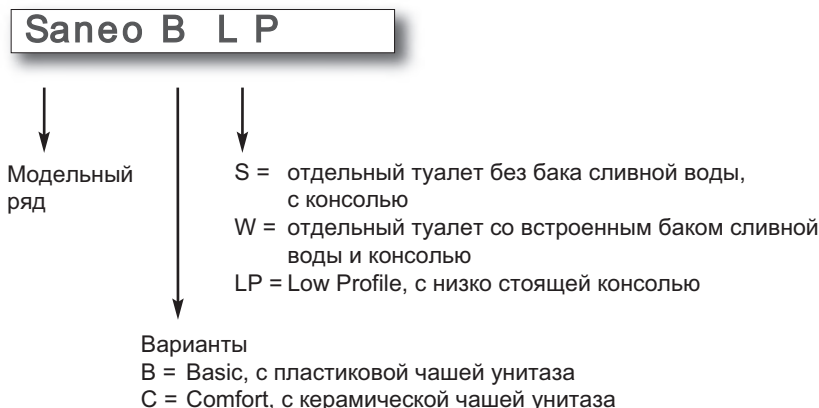 Saneo B L P
Модельный
ряд
S = отдельный туалет без бака сливной воды,
с консолью
W = отдельный туалет со встроенным баком сливной
воды и консолью
LP = Low Profile, с низко стоящей консолью
Варианты
B = Basic, с пластиковой чашей унитаза
C = Comfort, с керамической чашей унитаза